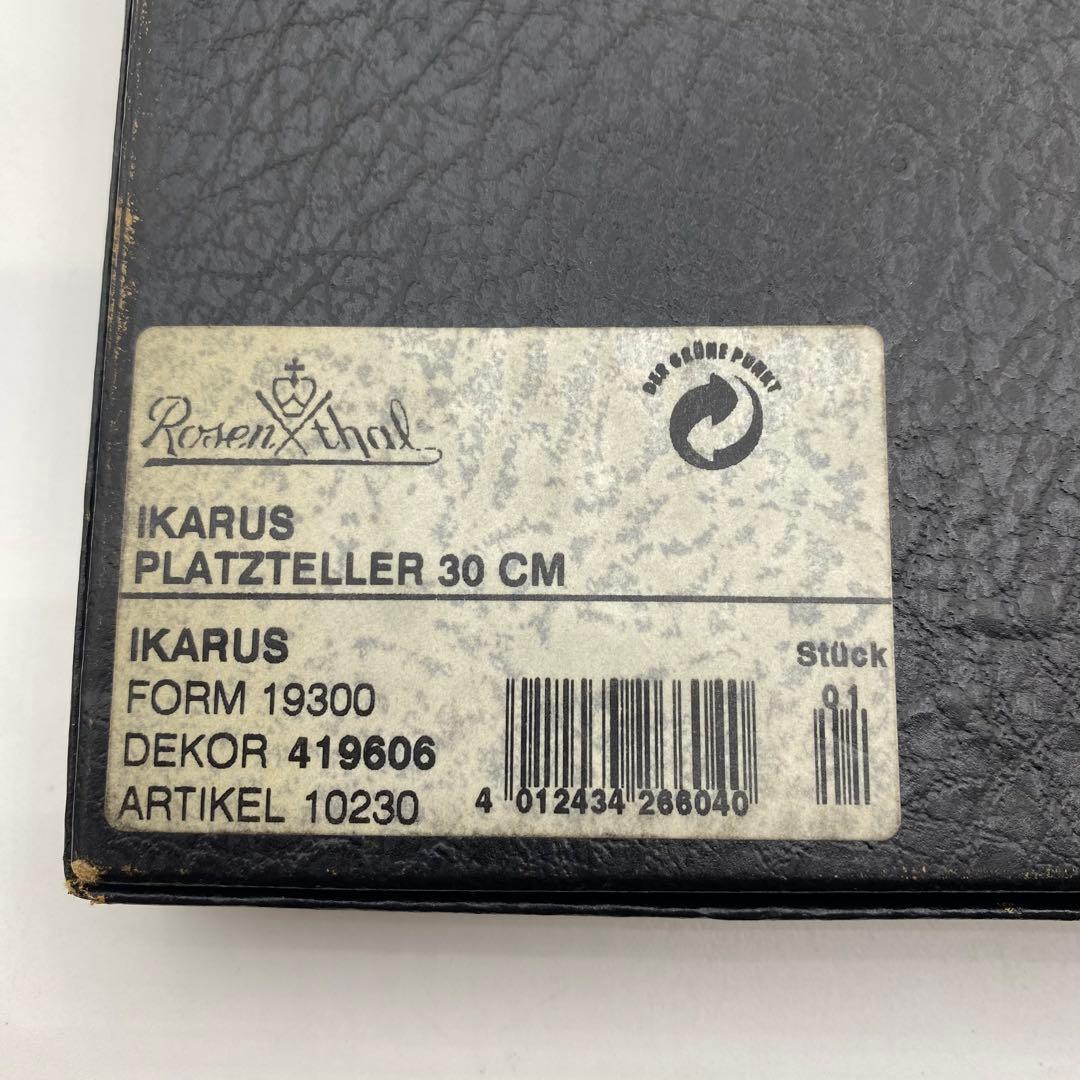 Rosenthal
DER GRÜNE PUNKT
IKARUS
PLATZTELLER 30 CM
IKARUS
Stück
FORM 19300
01
DEKOR 419606
ARTIKEL 10230
4 012434 266040